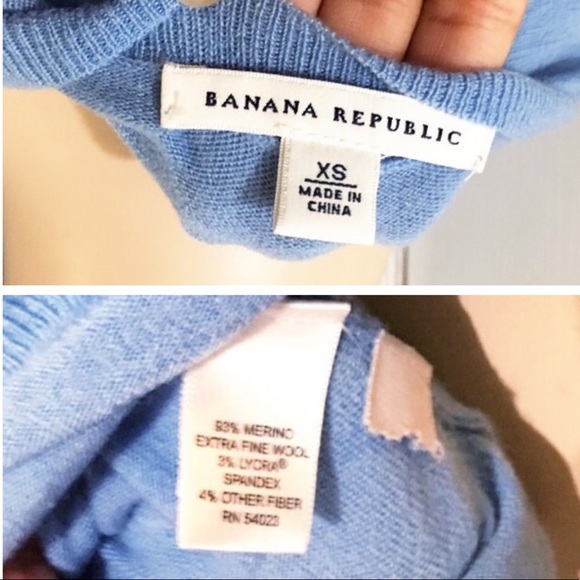 BANANA REPUBLIC
XS
MADE IN
CHINA
93% MERINO
EXTRA FINE WOOL
3% LYCRA®
SPANDEX
4% OTHER FIBER
RN 54023